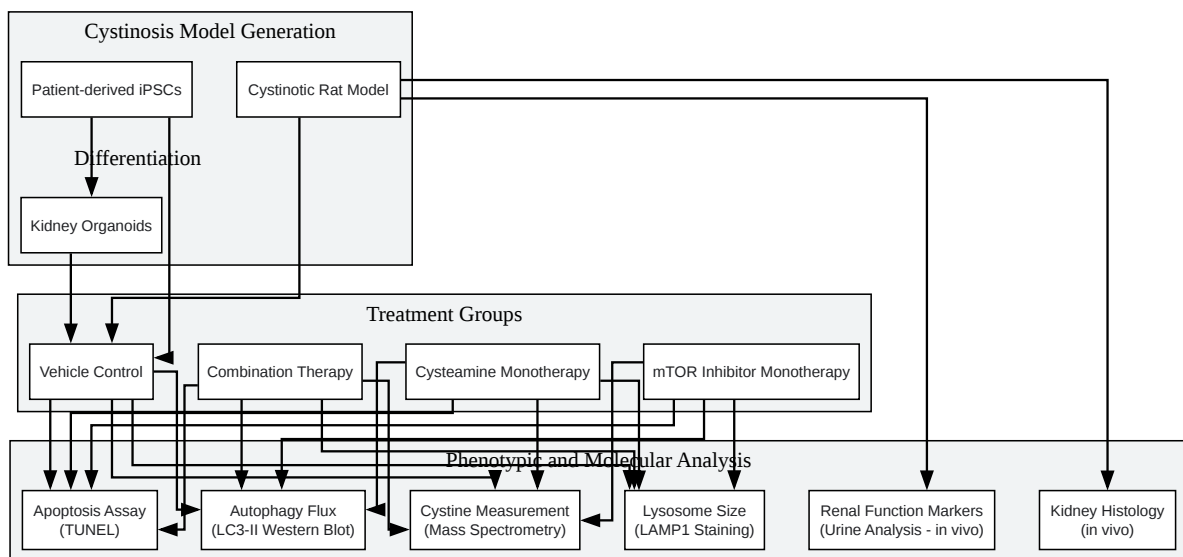 Cystinosis Model Generation
Patient-derived iPSCs
Cystinotic Rat Model
Differentiation
Kidney Organoids
Treatment Groups
Vehicle Control
Combination Therapy
Cysteamine Monotherapy
mTOR Inhibitor Monotherapy
Phenotypic and Molecular Analysis
Apoptosis Assay
(TUNEL)
Autophagy Flux
(LC3-II Western Blot)
Cystine Measurement
(Mass Spectrometry)
Lysosome Size
(LAMP1 Staining)
Renal Function Markers
(Urine Analysis - in vivo)
Kidney Histology
(in vivo)